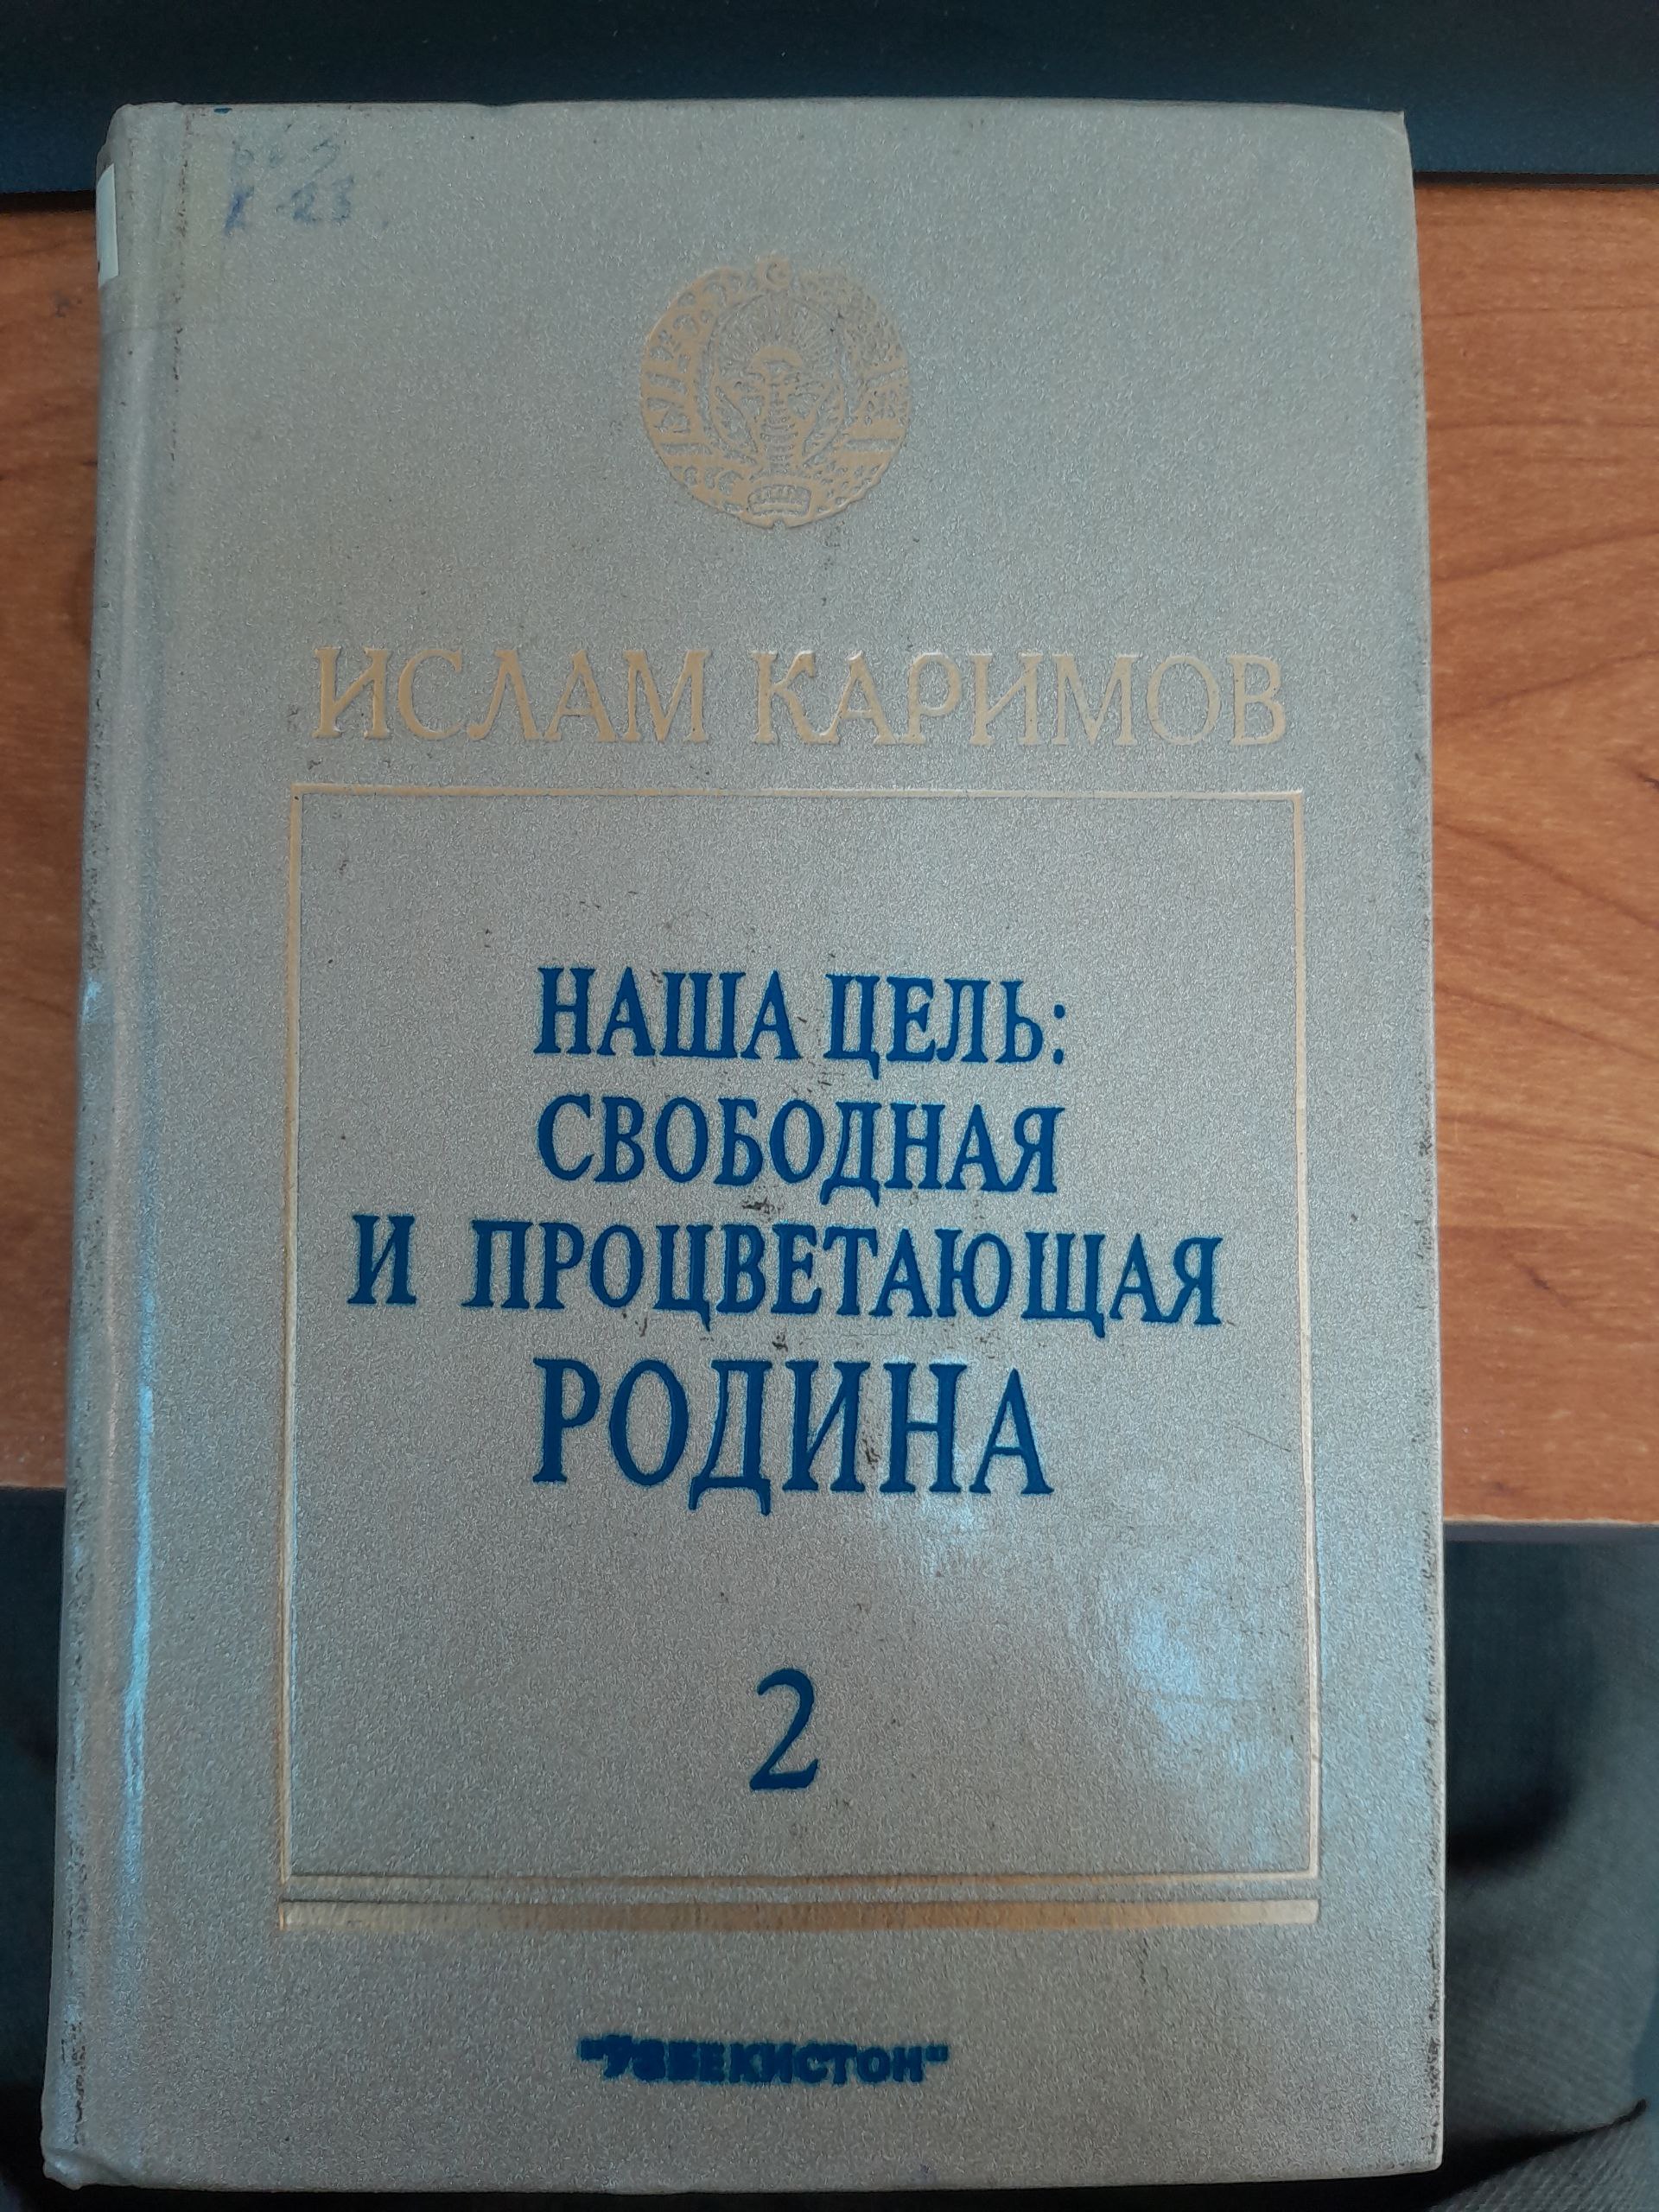 ИСЛАМ КАРИМОВ
НАША ЦЕЛЬ:
СВОБОДНАЯ
И ПРОЦВЕТАЮЩАЯ
РОДИНА
2
"ЎЗБЕКИСТОН"